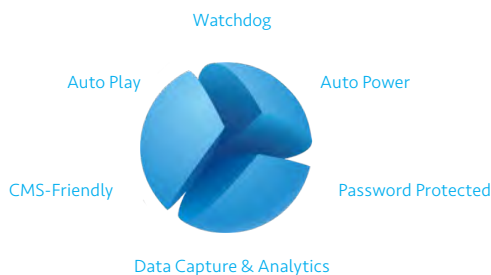 Watchdog
Auto Play
Auto Power
CMS-Friendly
Password Protected
Data Capture & Analytics